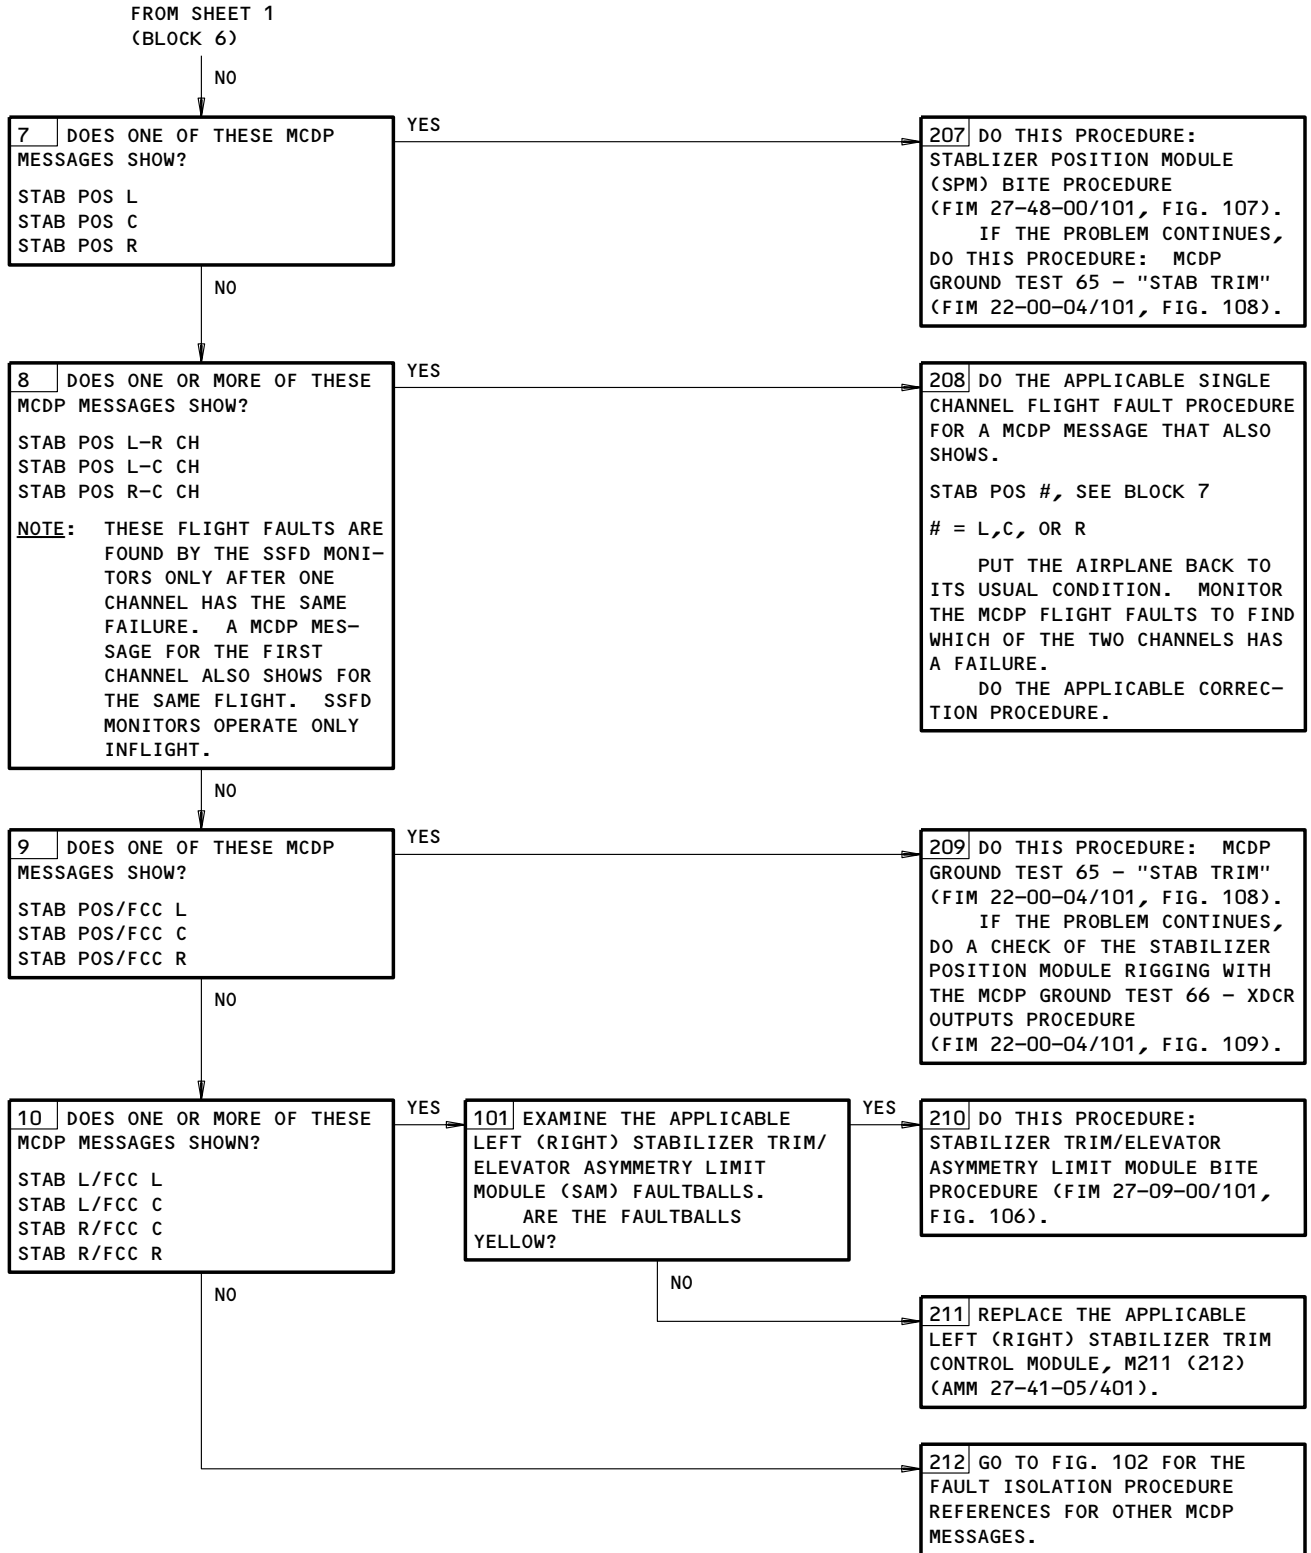 FROM SHEET 1
(BLOCK 6)
NO
7 DOES ONE OF THESE MCDP
MESSAGES SHOW?
STAB POS L
STAB POS C
STAB POS R
YES
207 DO THIS PROCEDURE:
STABLIZER POSITION MODULE
(SPM) BITE PROCEDURE
(FIM 27-48-00/101, FIG. 107).
IF THE PROBLEM CONTINUES,
DO THIS PROCEDURE: MCDP
GROUND TEST 65 - "STAB TRIM"
(FIM 22-00-04/101, FIG. 108).
NO
8 DOES ONE OR MORE OF THESE
MCDP MESSAGES SHOW?
STAB POS L-R CH
STAB POS L-C CH
STAB POS R-C CH
NOTE: THESE FLIGHT FAULTS ARE
FOUND BY THE SSFD MONI-
TORS ONLY AFTER ONE
CHANNEL HAS THE SAME
FAILURE. A MCDP MES-
SAGE FOR THE FIRST
CHANNEL ALSO SHOWS FOR
THE SAME FLIGHT. SSFD
MONITORS OPERATE ONLY
INFLIGHT.
YES
208 DO THE APPLICABLE SINGLE
CHANNEL FLIGHT FAULT PROCEDURE
FOR A MCDP MESSAGE THAT ALSO
SHOWS.
STAB POS #, SEE BLOCK 7
# = L,C, OR R
PUT THE AIRPLANE BACK TO
ITS USUAL CONDITION. MONITOR
THE MCDP FLIGHT FAULTS TO FIND
WHICH OF THE TWO CHANNELS HAS
A FAILURE.
DO THE APPLICABLE CORREC-
TION PROCEDURE.
NO
9 DOES ONE OF THESE MCDP
MESSAGES SHOW?
STAB POS/FCC L
STAB POS/FCC C
STAB POS/FCC R
YES
209 DO THIS PROCEDURE: MCDP
GROUND TEST 65 - "STAB TRIM"
(FIM 22-00-04/101, FIG. 108).
IF THE PROBLEM CONTINUES,
DO A CHECK OF THE STABILIZER
POSITION MODULE RIGGING WITH
THE MCDP GROUND TEST 66 - XDCR
OUTPUTS PROCEDURE
(FIM 22-00-04/101, FIG. 109).
NO
10 DOES ONE OR MORE OF THESE
MCDP MESSAGES SHOWN?
STAB L/FCC L
STAB L/FCC C
STAB R/FCC C
STAB R/FCC R
YES
101 EXAMINE THE APPLICABLE
LEFT (RIGHT) STABILIZER TRIM/
ELEVATOR ASYMMETRY LIMIT
MODULE (SAM) FAULTBALLS.
ARE THE FAULTBALLS
YELLOW?
YES
210 DO THIS PROCEDURE:
STABILIZER TRIM/ELEVATOR
ASYMMETRY LIMIT MODULE BITE
PROCEDURE (FIM 27-09-00/101,
FIG. 106).
NO
211 REPLACE THE APPLICABLE
LEFT (RIGHT) STABILIZER TRIM
CONTROL MODULE, M211 (212)
(AMM 27-41-05/401).
NO
212 GO TO FIG. 102 FOR THE
FAULT ISOLATION PROCEDURE
REFERENCES FOR OTHER MCDP
MESSAGES.